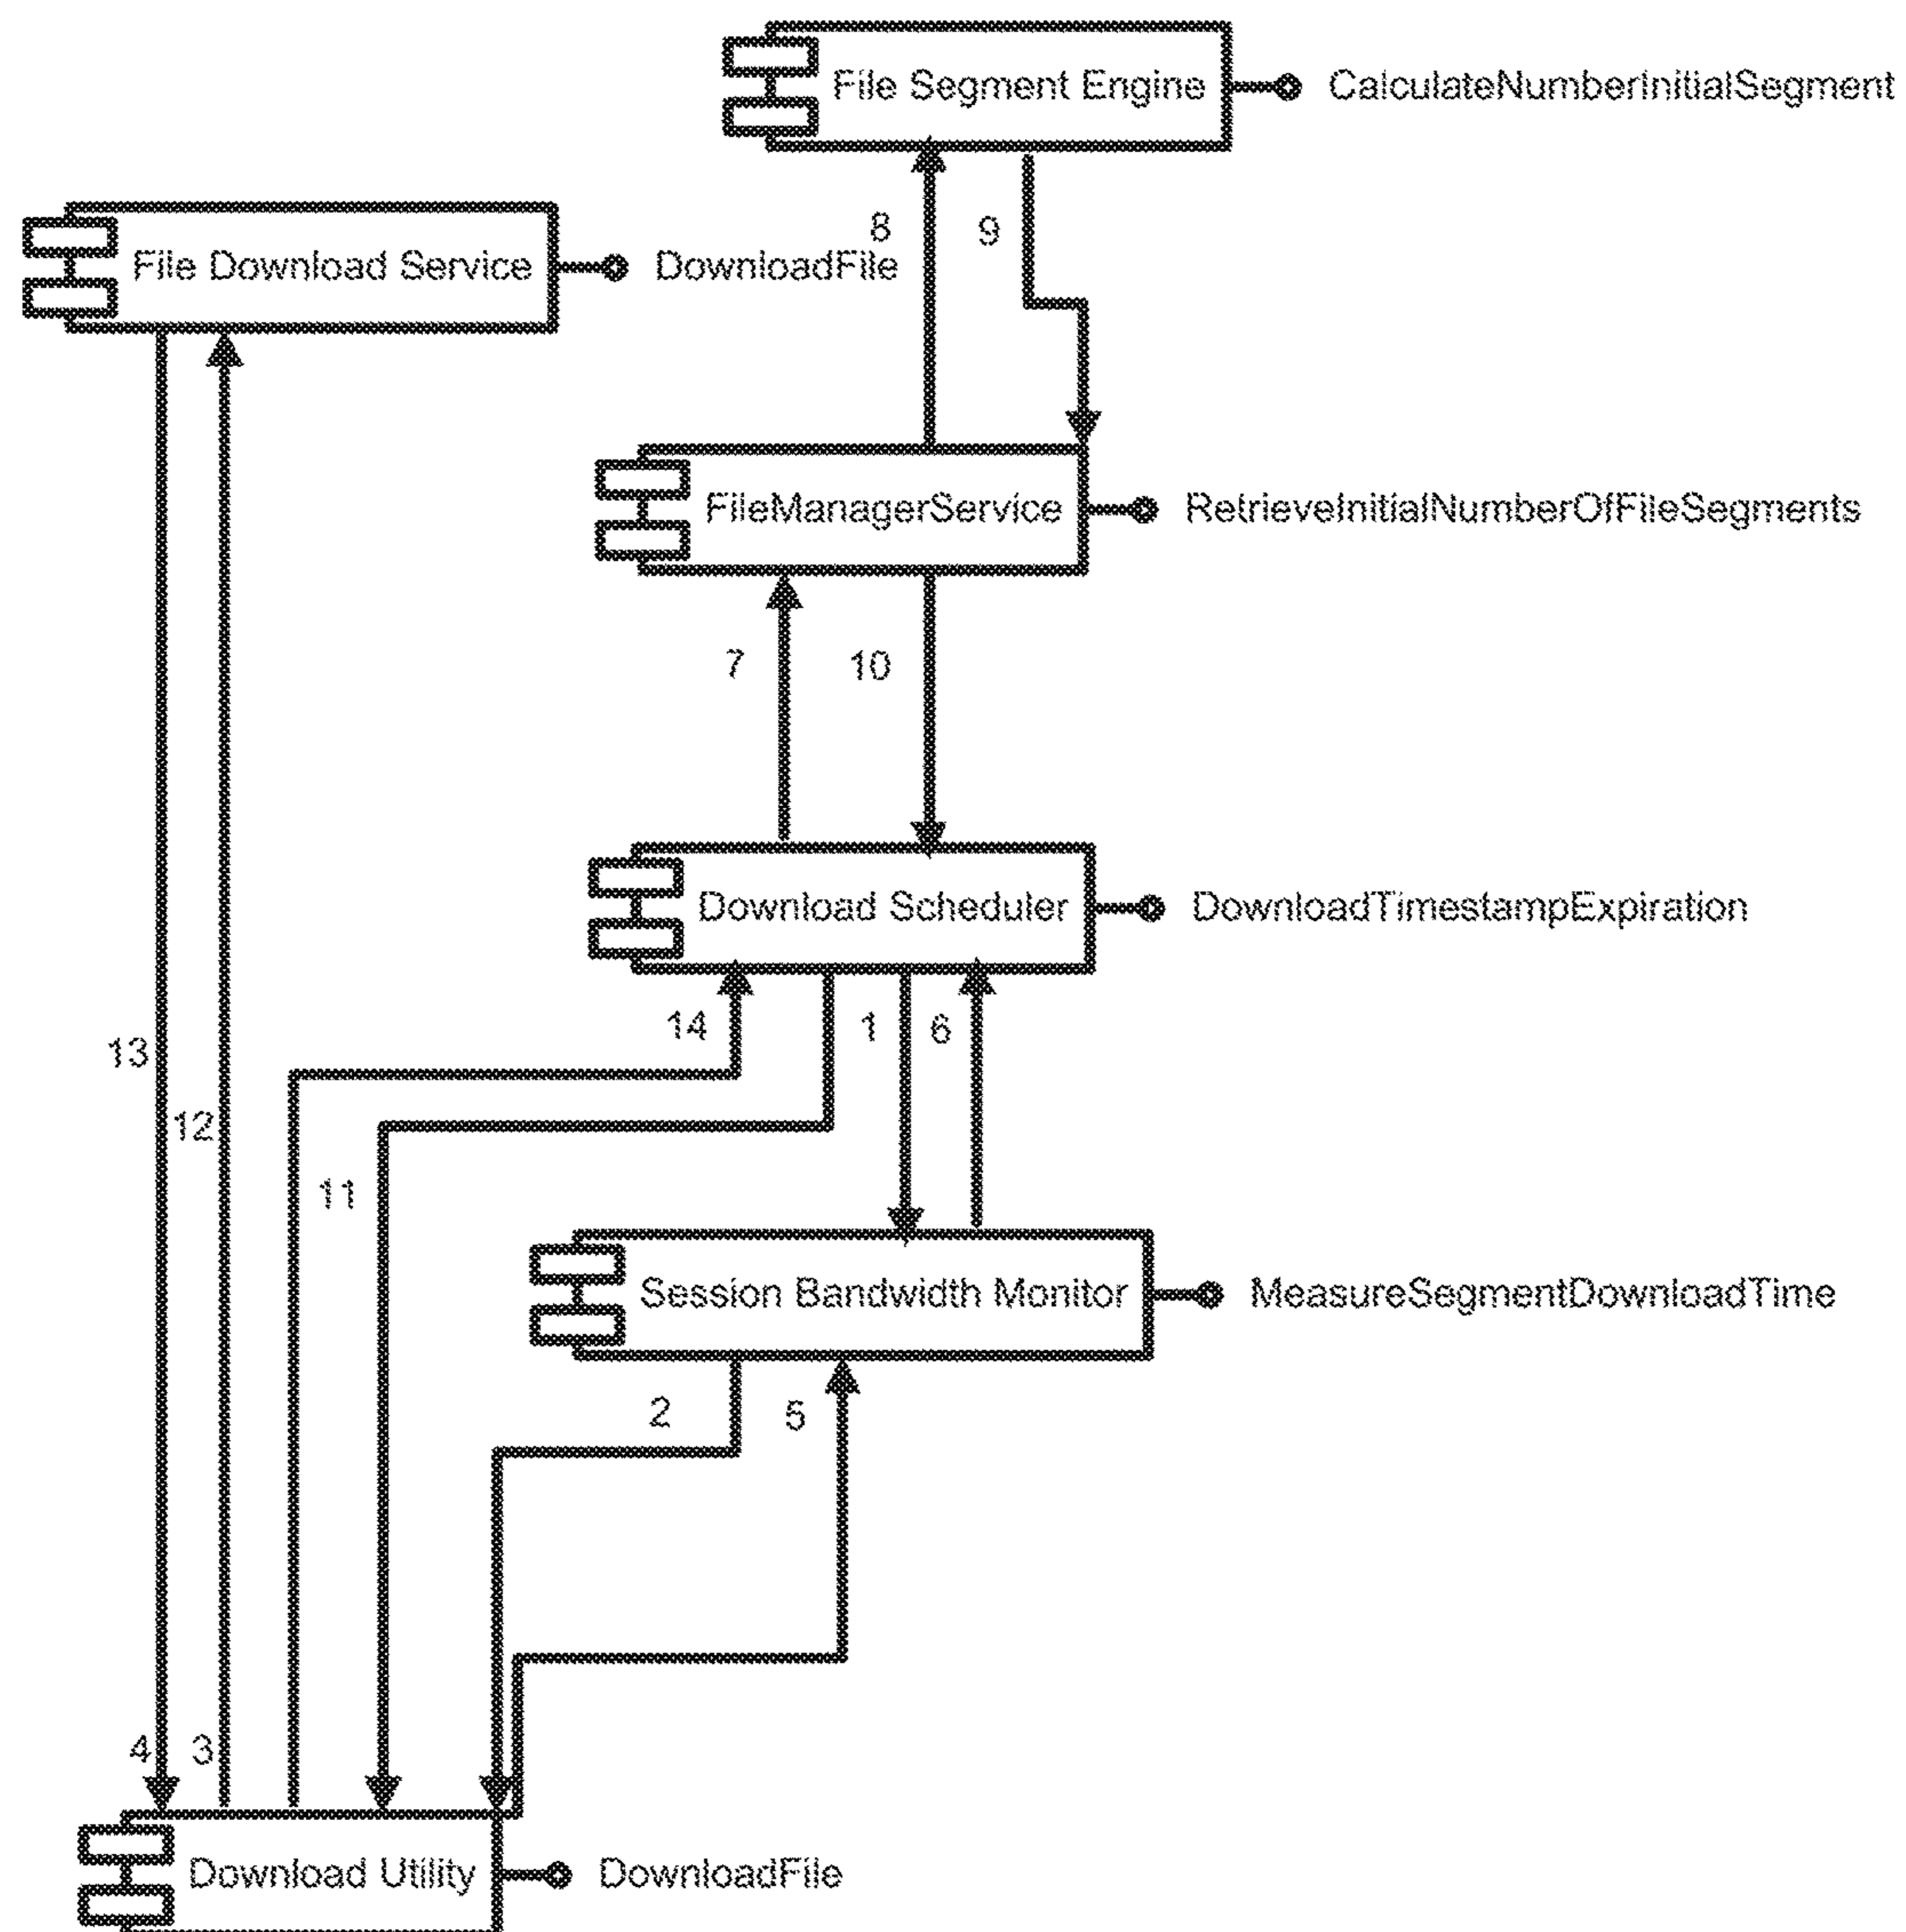 File Segment Engine CalculateNumberInitialSegment
8 9
File Download Service DownloadFile
FileManagerService RetrieveInitialNumberOfFileSegments
7 10
Download Scheduler DownloadTimestampExpiration
14 1 6
13
12
11
Session Bandwidth Monitor MeasureSegmentDownloadTime
2 5
4 3
Download Utility DownloadFile